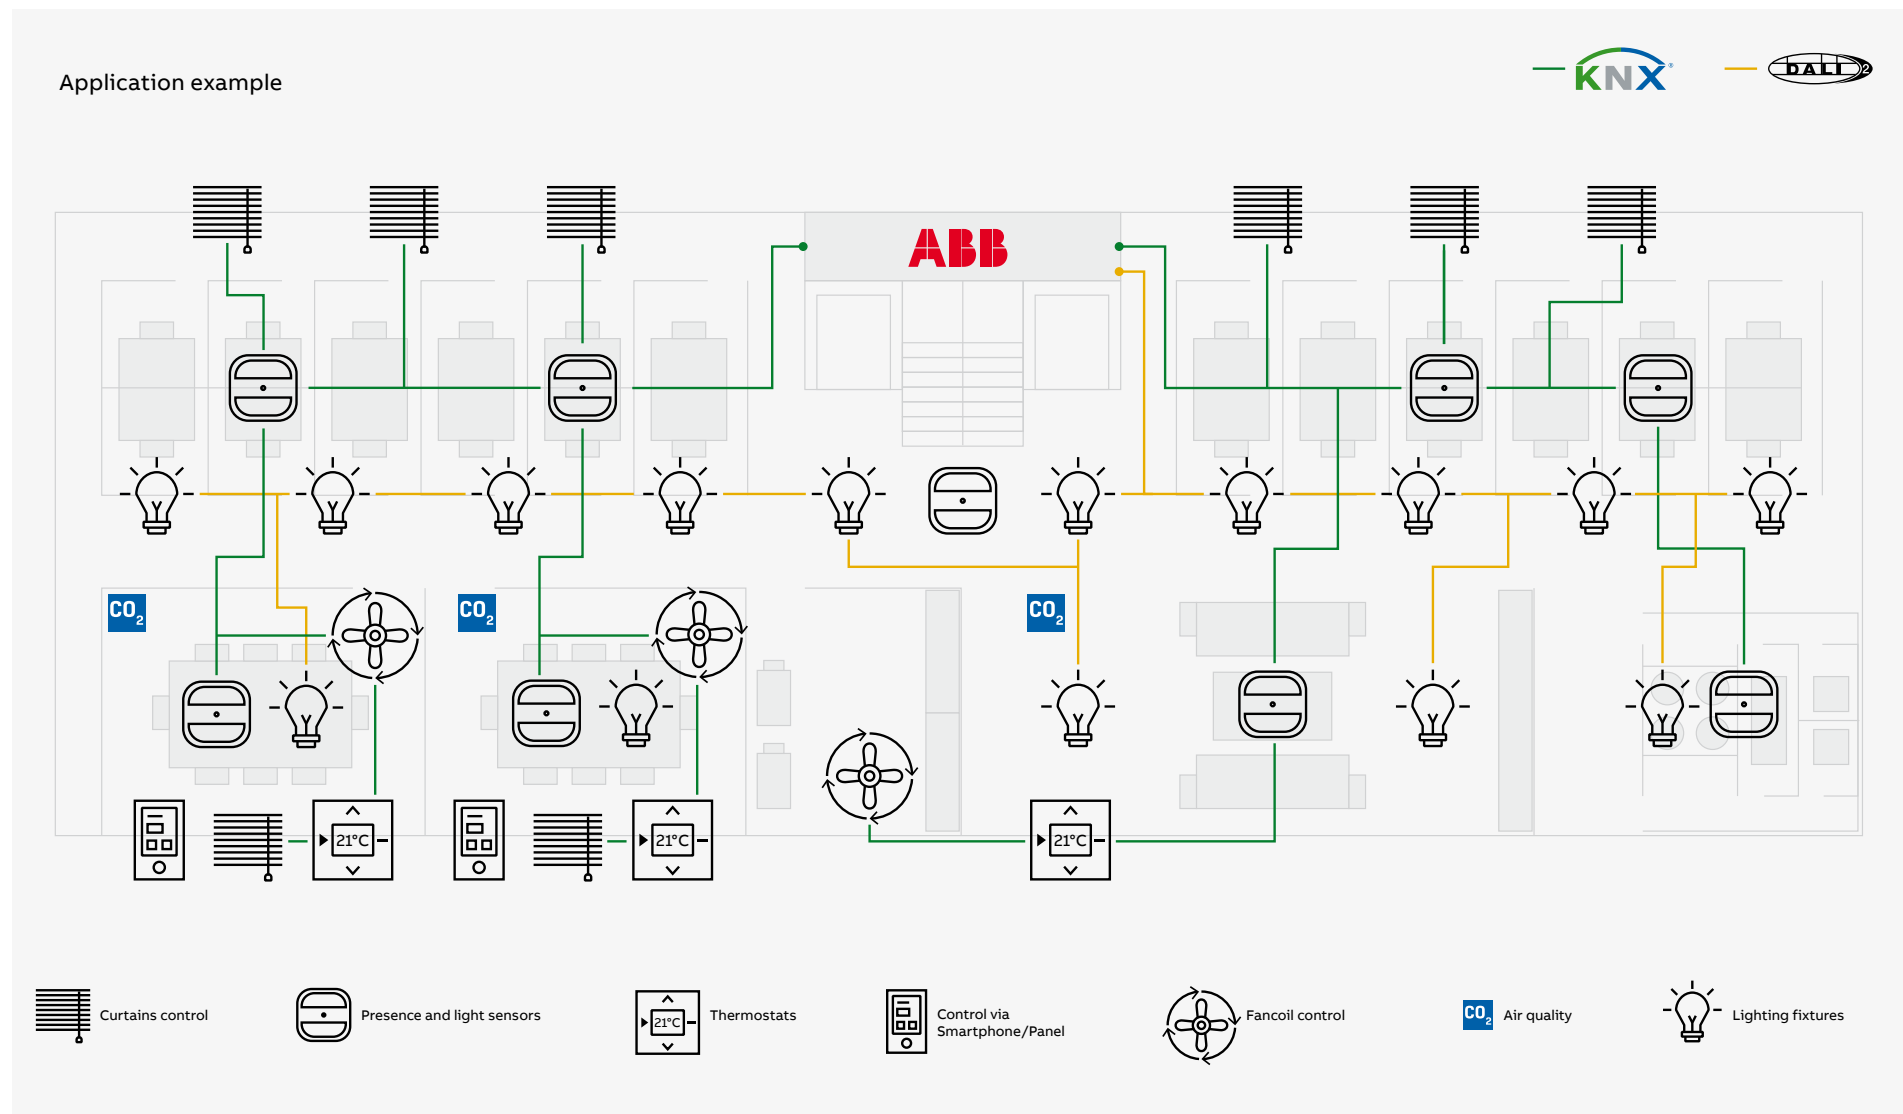 Application example
KNX®
DALI 2
ABB
CO2
CO2
CO2
21°C
21°C
21°C
Curtains control
Presence and light sensors
21°C
Thermostats
Control via
Smartphone/Panel
Fancoil control
CO2
Air quality
Lighting fixtures